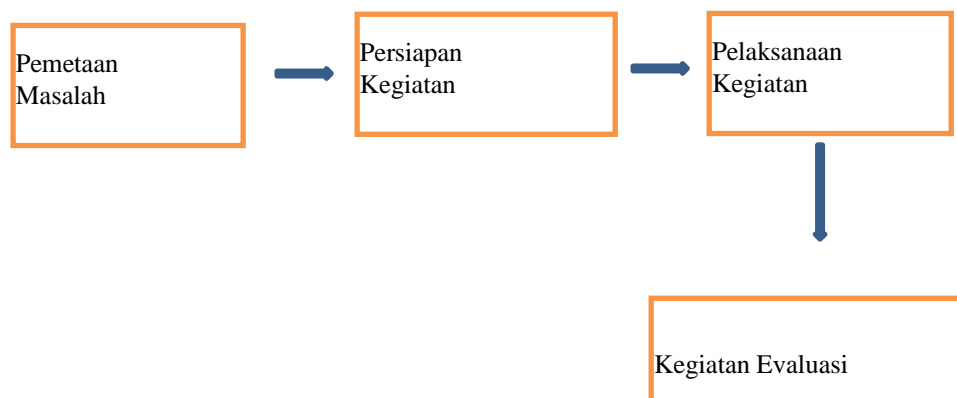 Pemetaan
Masalah
Persiapan
Kegiatan
Pelaksanaan
Kegiatan
Kegiatan Evaluasi